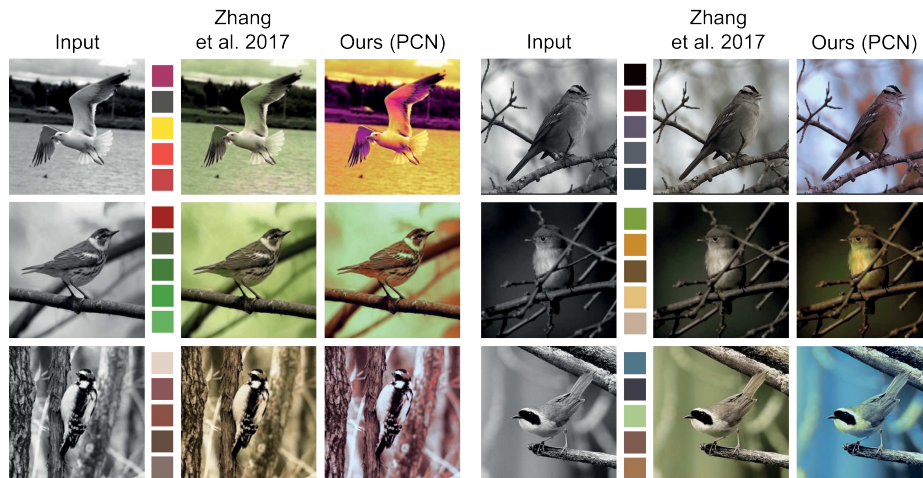 Input
Zhang
et al. 2017
Ours (PCN)
Input
Zhang
et al. 2017
Ours (PCN)